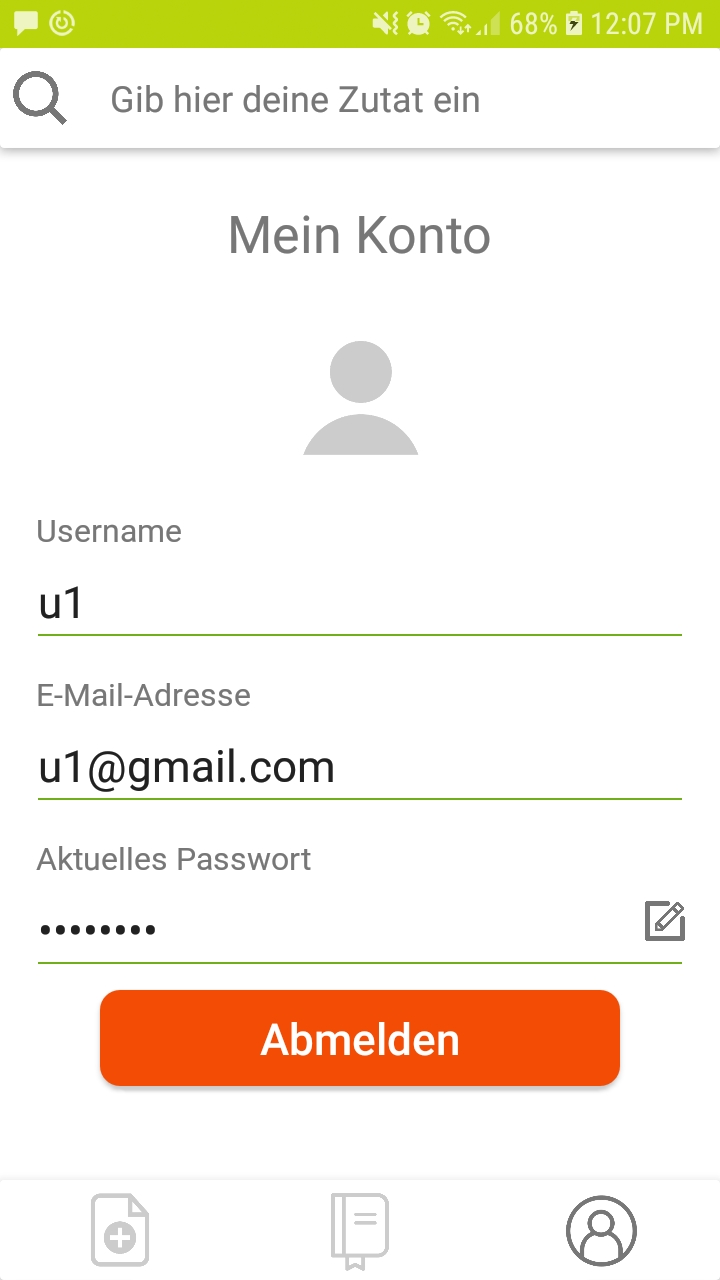 68% 12:07 PM
Gib hier deine Zutat ein
Mein Konto
Username
u1
E-Mail-Adresse
u1@gmail.com
Aktuelles Passwort
••••••••
Abmelden